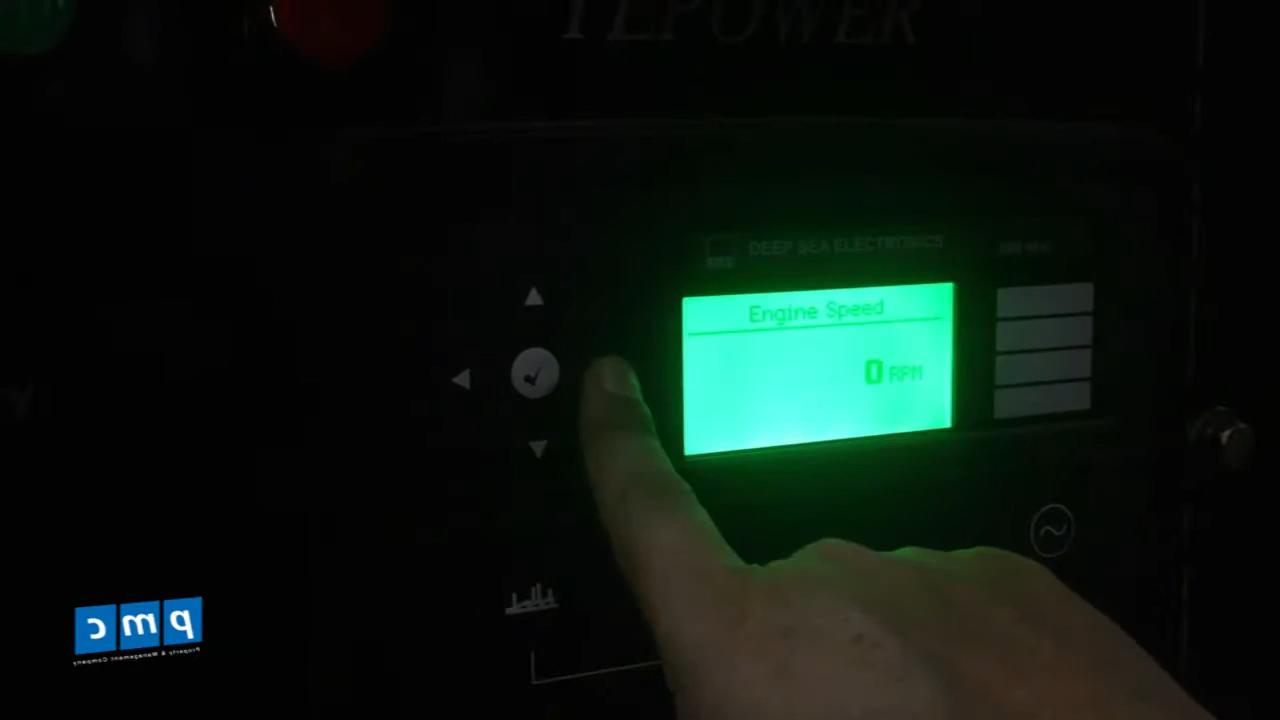 TEPOWER
DEEP SEA ELECTRONICS
Engine Speed
0 RPM
pmc
Property & Management Company